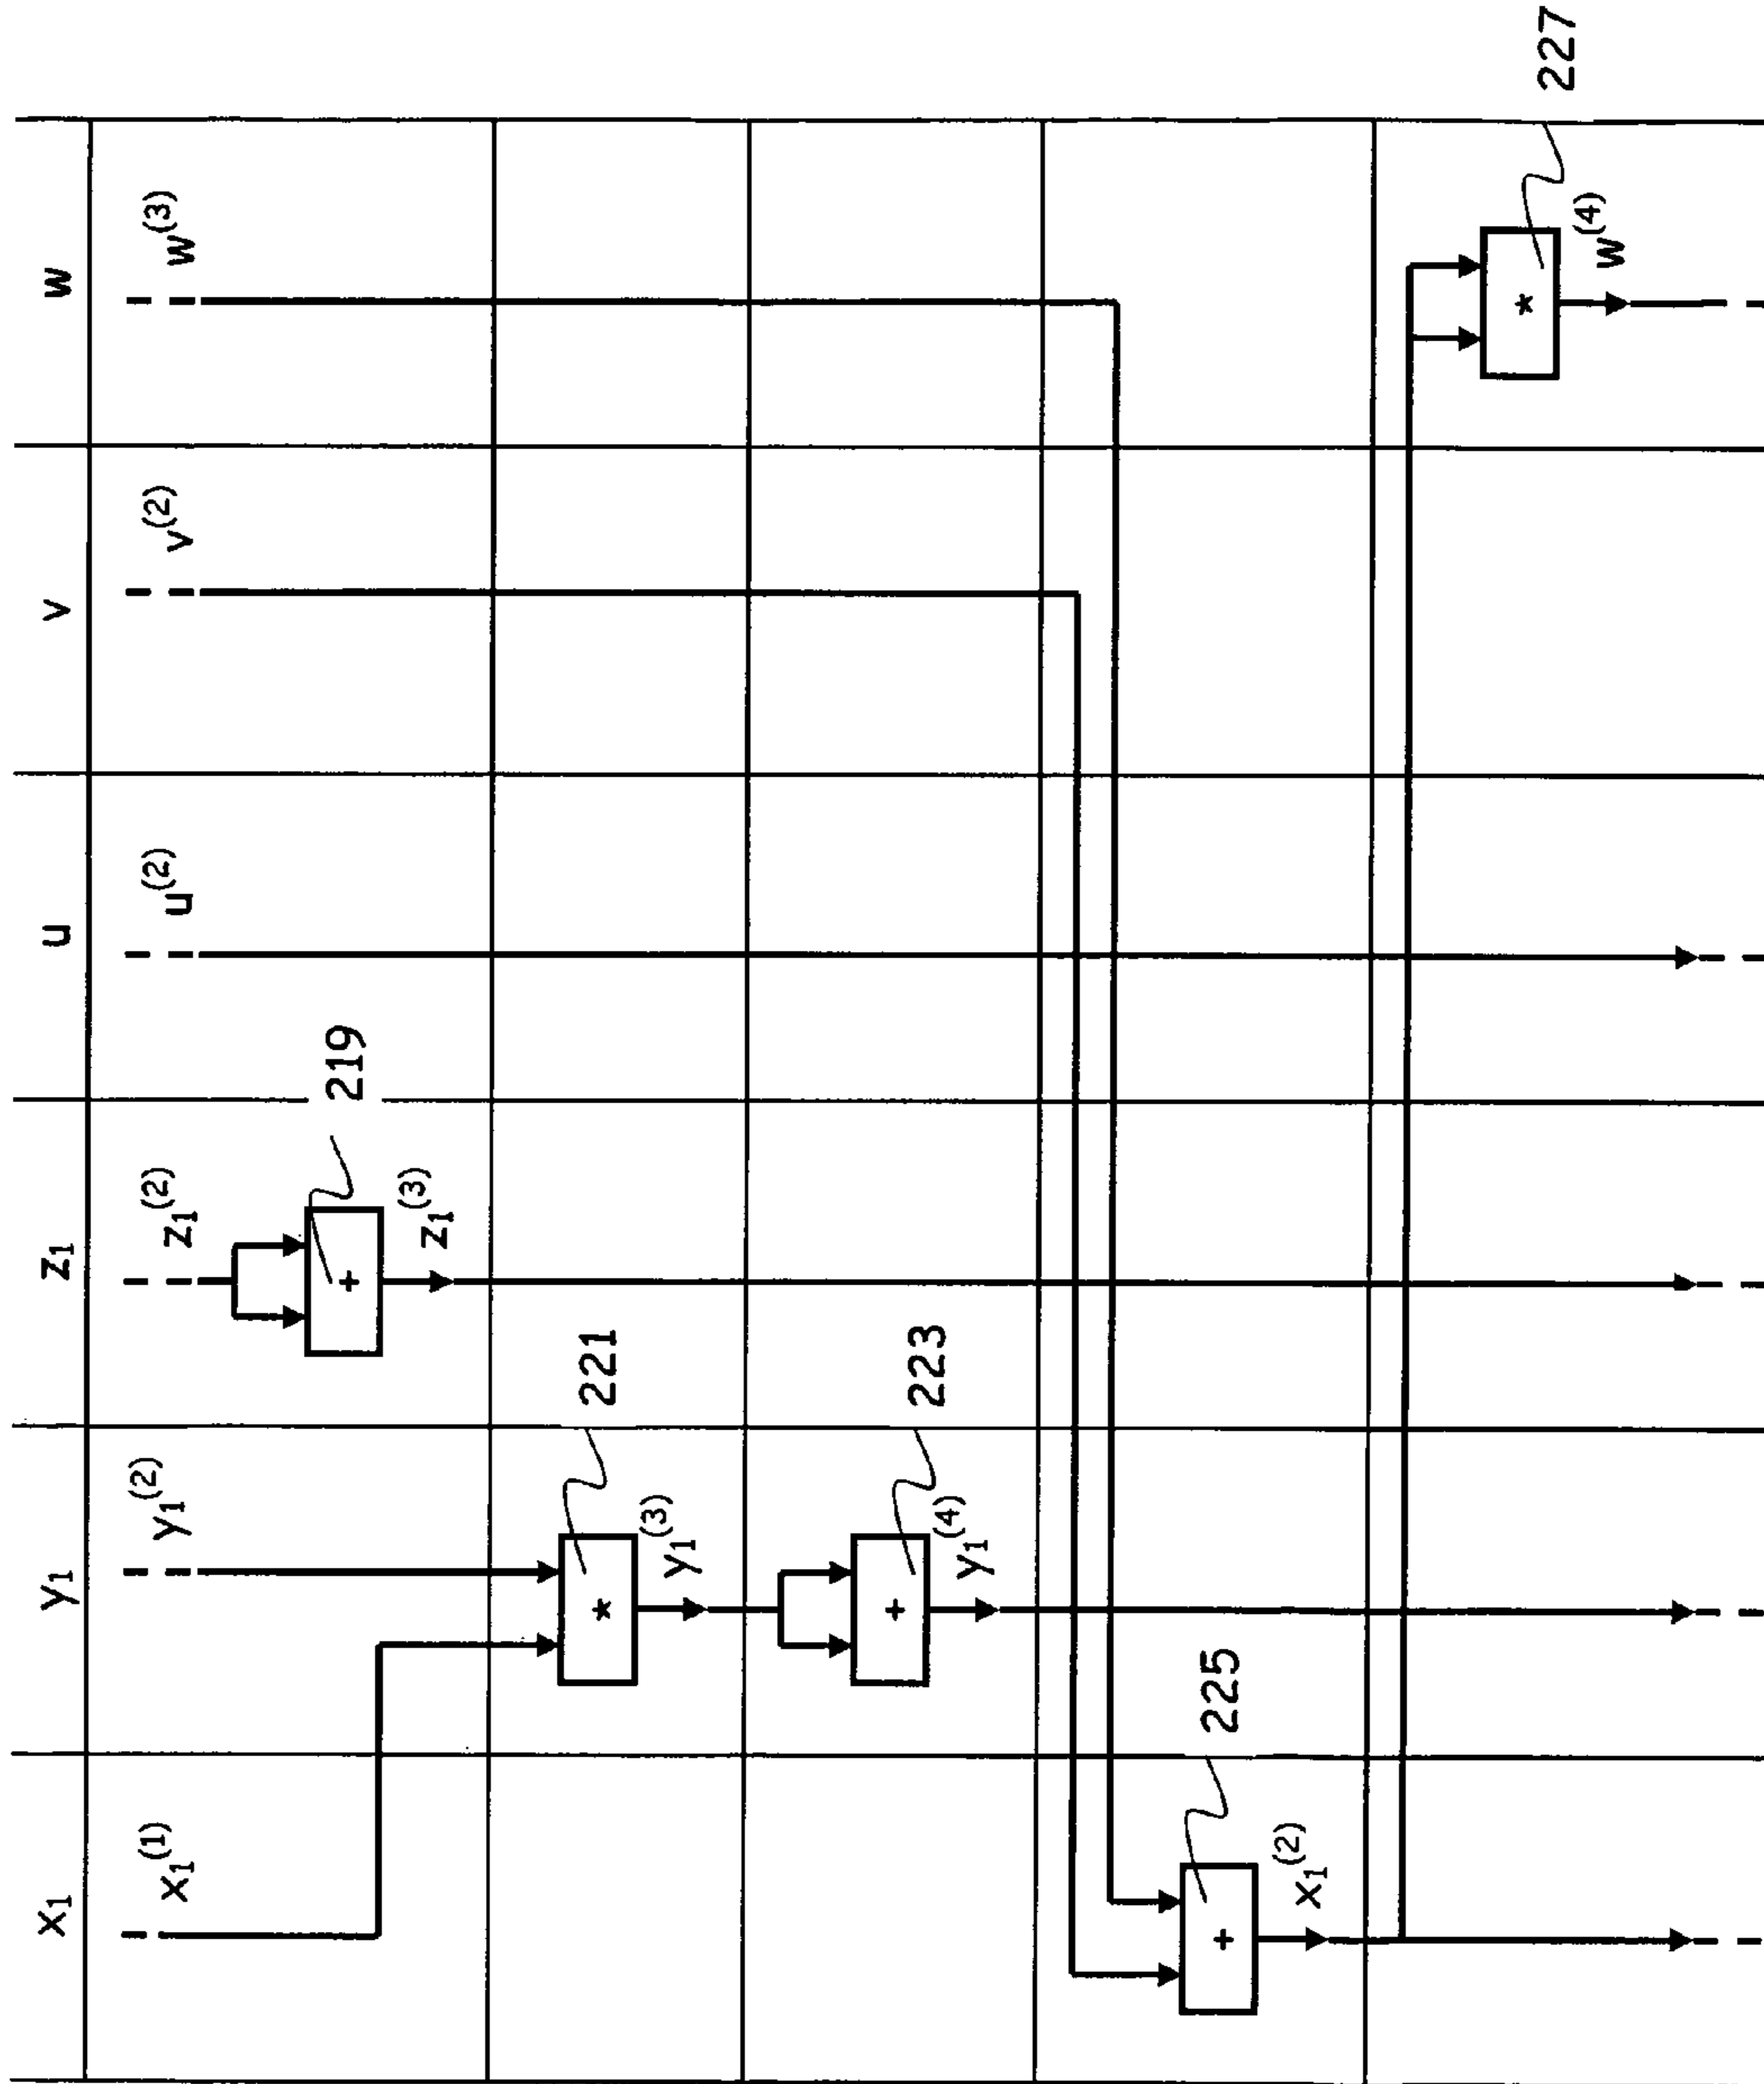 x1 y1 z1 u v w
x1(1) y1(2) z1(2) u(2) v(2) w(3)
+ 219
z1(3)
* 221
y1(3)
+ 223
y1(4)
+ 225
x1(2)
* 227
w(4)